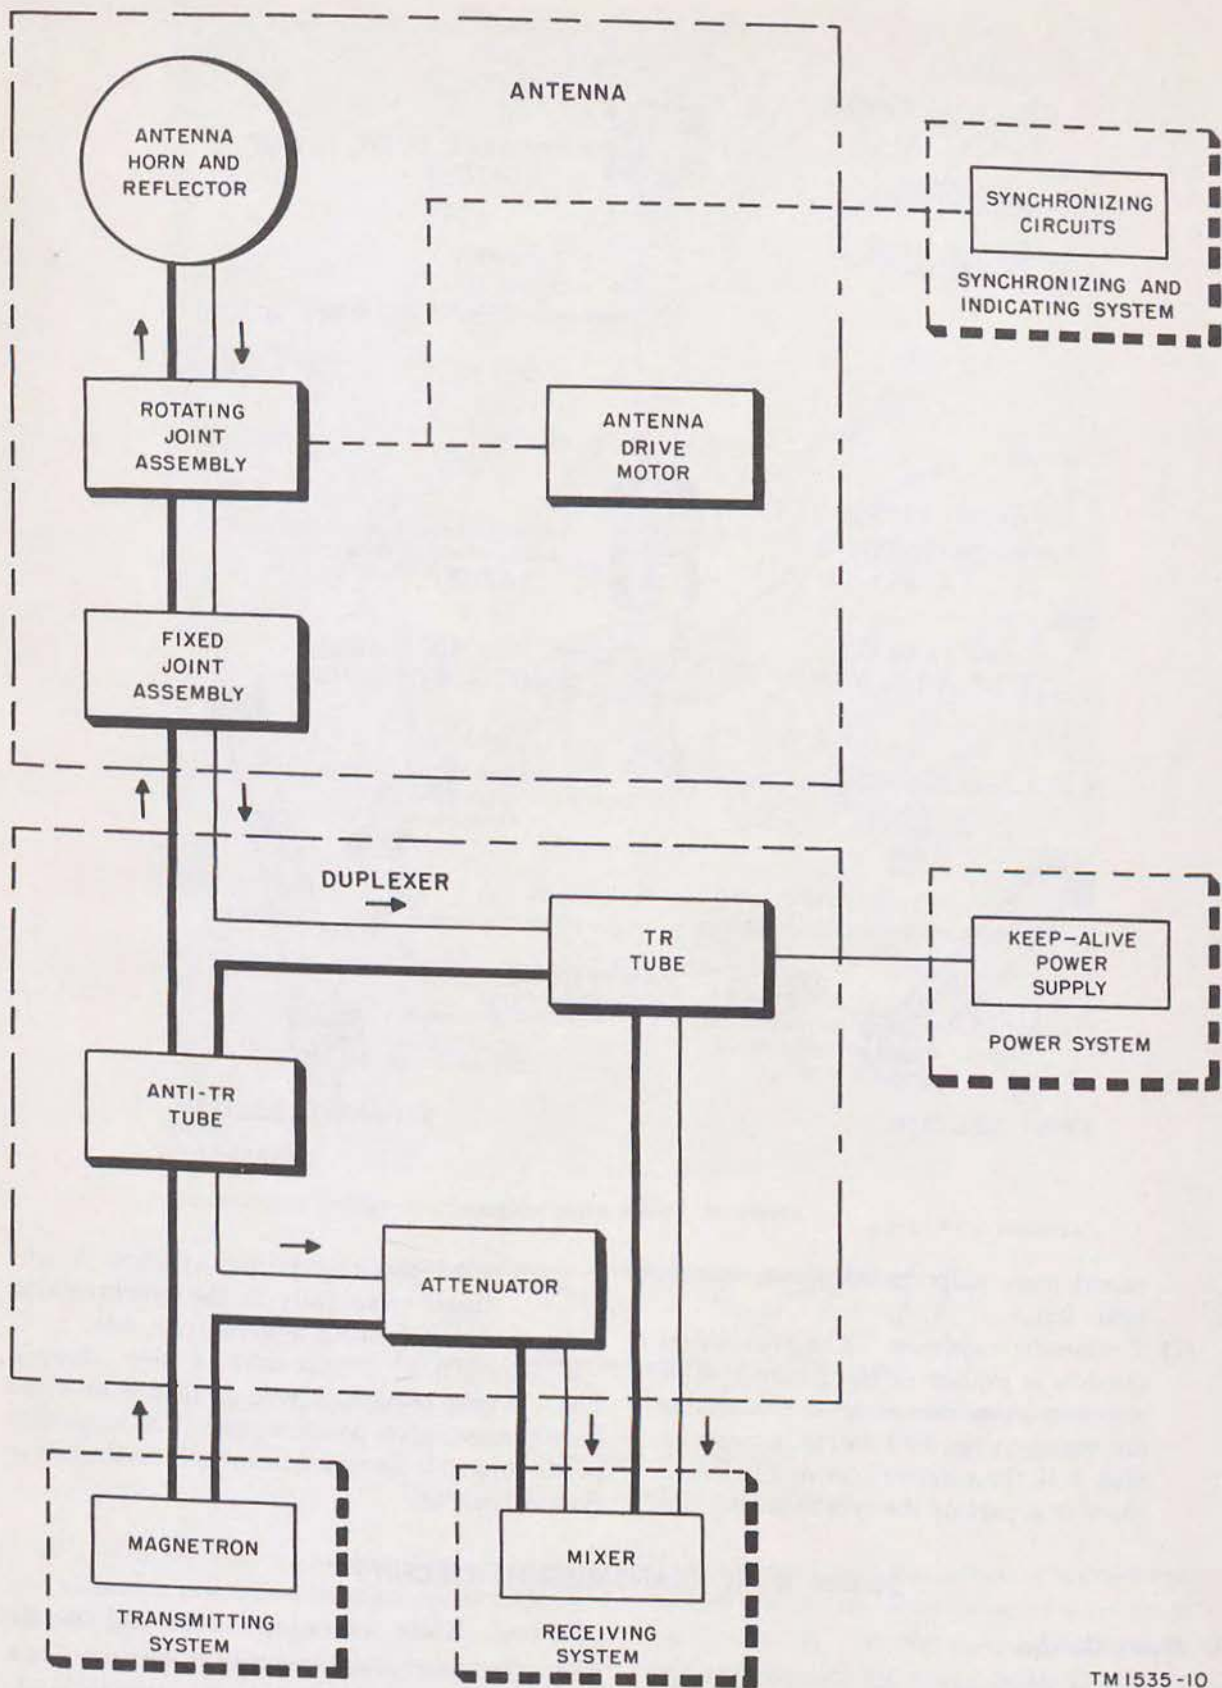 ANTENNA
ANTENNA
HORN AND
REFLECTOR
SYNCHRONIZING
CIRCUITS
SYNCHRONIZING AND
INDICATING SYSTEM
ROTATING
JOINT
ASSEMBLY
ANTENNA
DRIVE
MOTOR
FIXED
JOINT
ASSEMBLY
DUPLEXER
TR
TUBE
KEEP-ALIVE
POWER
SUPPLY
POWER SYSTEM
ANTI-TR
TUBE
ATTENUATOR
MAGNETRON
TRANSMITTING
SYSTEM
MIXER
RECEIVING
SYSTEM
TM 1535-10